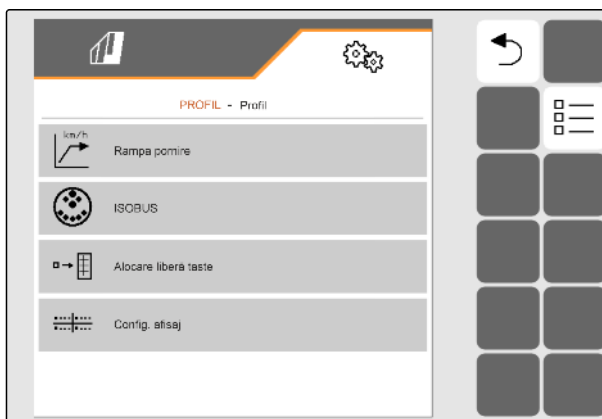 PROFIL - Profil
km/h
Rampa pornire
ISOBUS
Alocare liberă taste
Config. afisaj